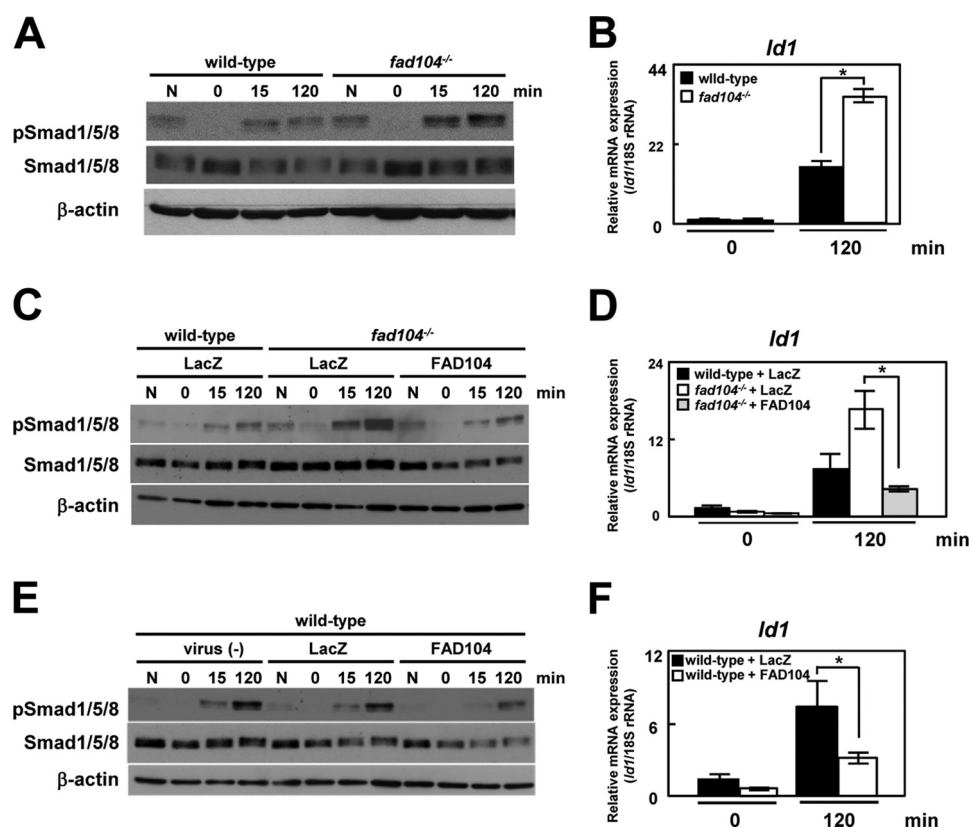 A
wild-type fad104-/-
N 0 15 120 N 0 15 120 min
pSmad1/5/8
Smad1/5/8
β-actin
B
Id1
44
22
0
Relative mRNA expression
(Id1/18S rRNA)
wild-type
fad104-/-
*
0 120 min
C
wild-type fad104-/-
LacZ LacZ FAD104
N 0 15 120 N 0 15 120 N 0 15 120 min
pSmad1/5/8
Smad1/5/8
β-actin
D
Id1
24
12
0
Relative mRNA expression
(Id1/18S rRNA)
wild-type + LacZ
fad104-/- + LacZ
fad104-/- + FAD104
*
0 120 min
E
wild-type
virus (-) LacZ FAD104
N 0 15 120 N 0 15 120 N 0 15 120 min
pSmad1/5/8
Smad1/5/8
β-actin
F
Id1
12
6
0
Relative mRNA expression
(Id1/18S rRNA)
wild-type + LacZ
wild-type + FAD104
*
0 120 min